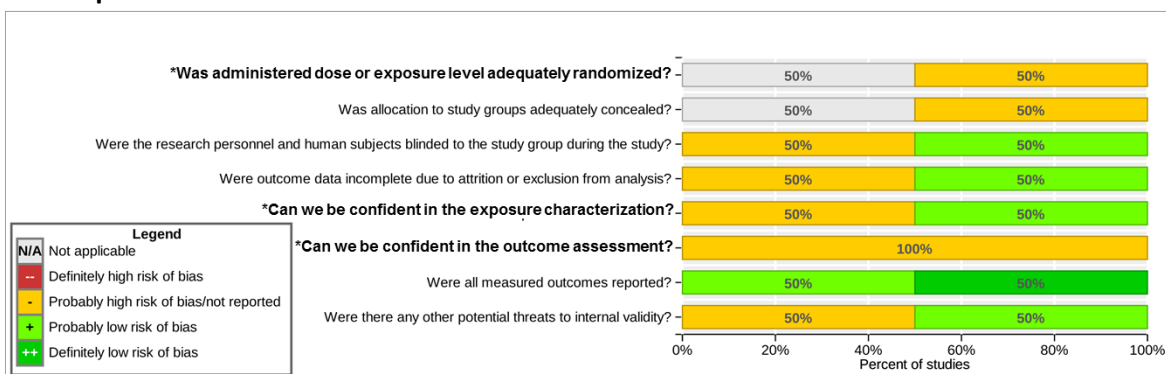 *Was administered dose or exposure level adequately randomized?
50% 50%
Was allocation to study groups adequately concealed?
50% 50%
Were the research personnel and human subjects blinded to the study group during the study?
50% 50%
Were outcome data incomplete due to attrition or exclusion from analysis?
50% 50%
*Can we be confident in the exposure characterization?
50% 50%
*Can we be confident in the outcome assessment?
100%
Were all measured outcomes reported?
50% 50%
Were there any other potential threats to internal validity?
50% 50%
0% 20% 40% 60% 80% 100%
Percent of studies
Legend
N/A Not applicable
-- Definitely high risk of bias
- Probably high risk of bias/not reported
+ Probably low risk of bias
++ Definitely low risk of bias